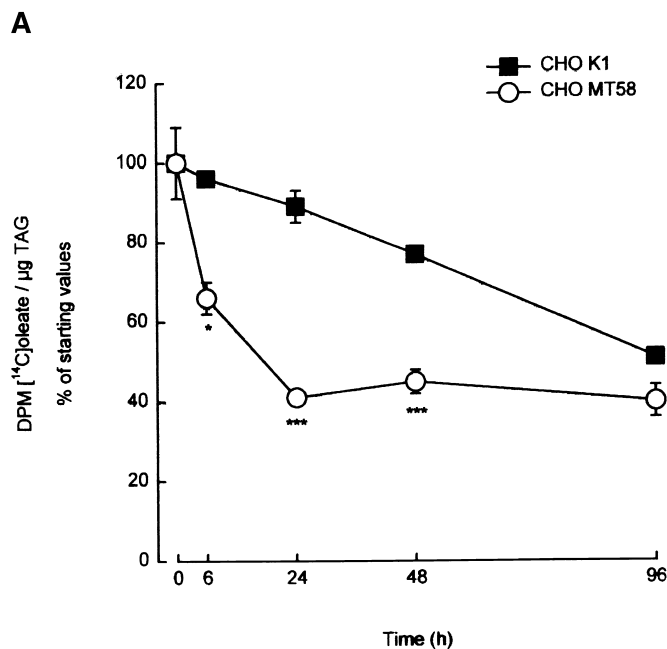 A
CHO K1
CHO MT58
120
100
80
60
40
20
0
DPM [¹⁴C]oleate / µg TAG
% of starting values
*
***
***
0 6 24 48 96
Time (h)